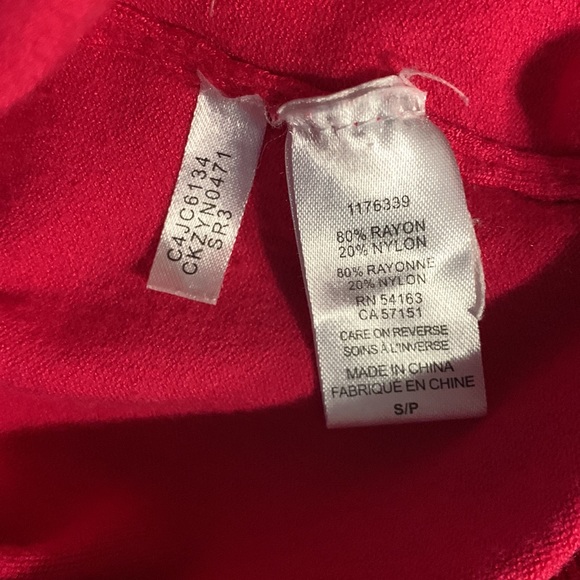 C4JC6134
CKZYN0471
SR3
1176339
80% RAYON
20% NYLON
80% RAYONNE
20% NYLON
RN 54163
CA 57151
CARE ON REVERSE
SOINS À L'INVERSE
MADE IN CHINA
FABRIQUÉ EN CHINE
S/P